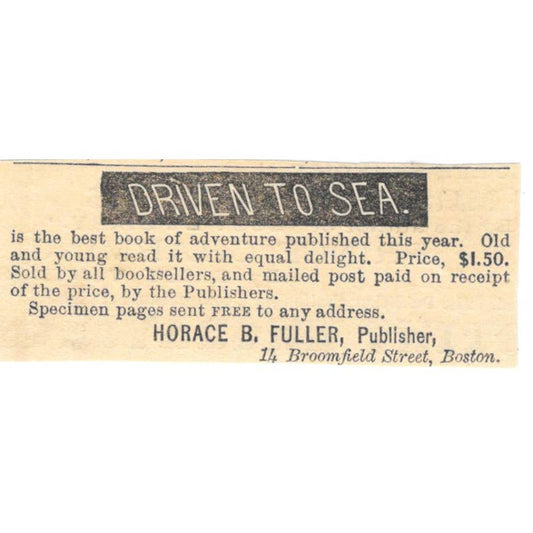 DRIVEN TO SEA.
is the best book of adventure published this year. Old
and young read it with equal delight. Price, $1.50.
Sold by all booksellers, and mailed post paid on receipt
of the price, by the Publishers.
Specimen pages sent FREE to any address.
HORACE B. FULLER, Publisher,
14 Broomfield Street, Boston.